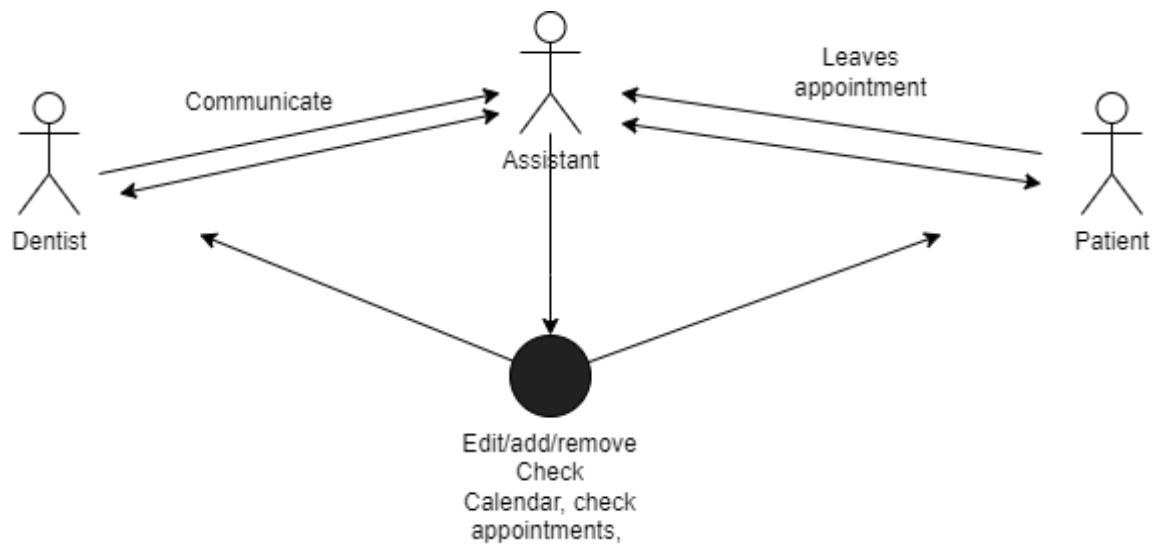 Communicate
Leaves
appointment
Assistant
Dentist
Patient
Edit/add/remove
Check
Calendar, check
appointments,